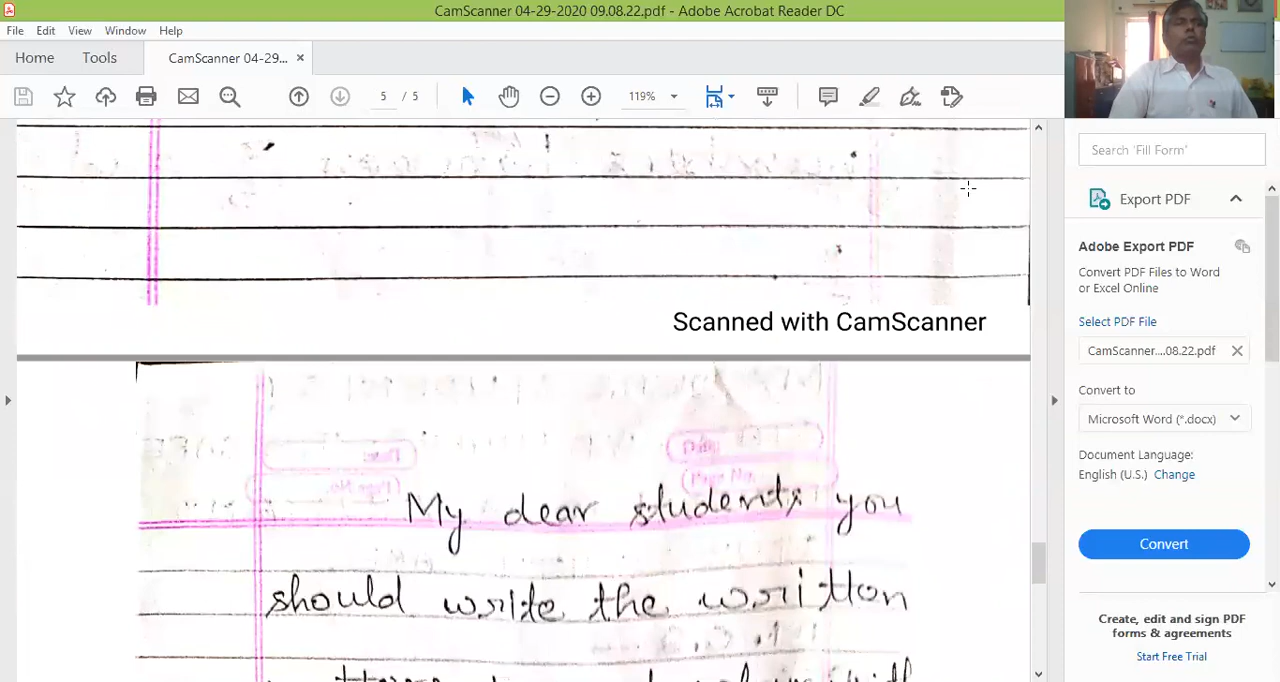 CamScanner 04-29-2020 09.08.22.pdf - Adobe Acrobat Reader DC
File Edit View Window Help
Home Tools CamScanner 04-29... ×
5 / 5 119%
Search 'Fill Form'
Export PDF
Adobe Export PDF
Convert PDF Files to Word
or Excel Online
Select PDF File
CamScanner....08.22.pdf
Convert to
Microsoft Word (*.docx)
Document Language:
English (U.S.) Change
Convert
Create, edit and sign PDF
forms & agreements
Start Free Trial
Scanned with CamScanner
My dear students you
should write the writton